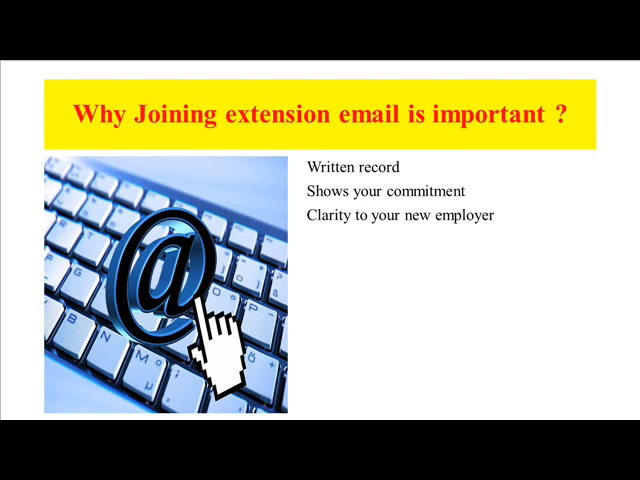 Why Joining extension email is important ?
Written record
Shows your commitment
Clarity to your new employer